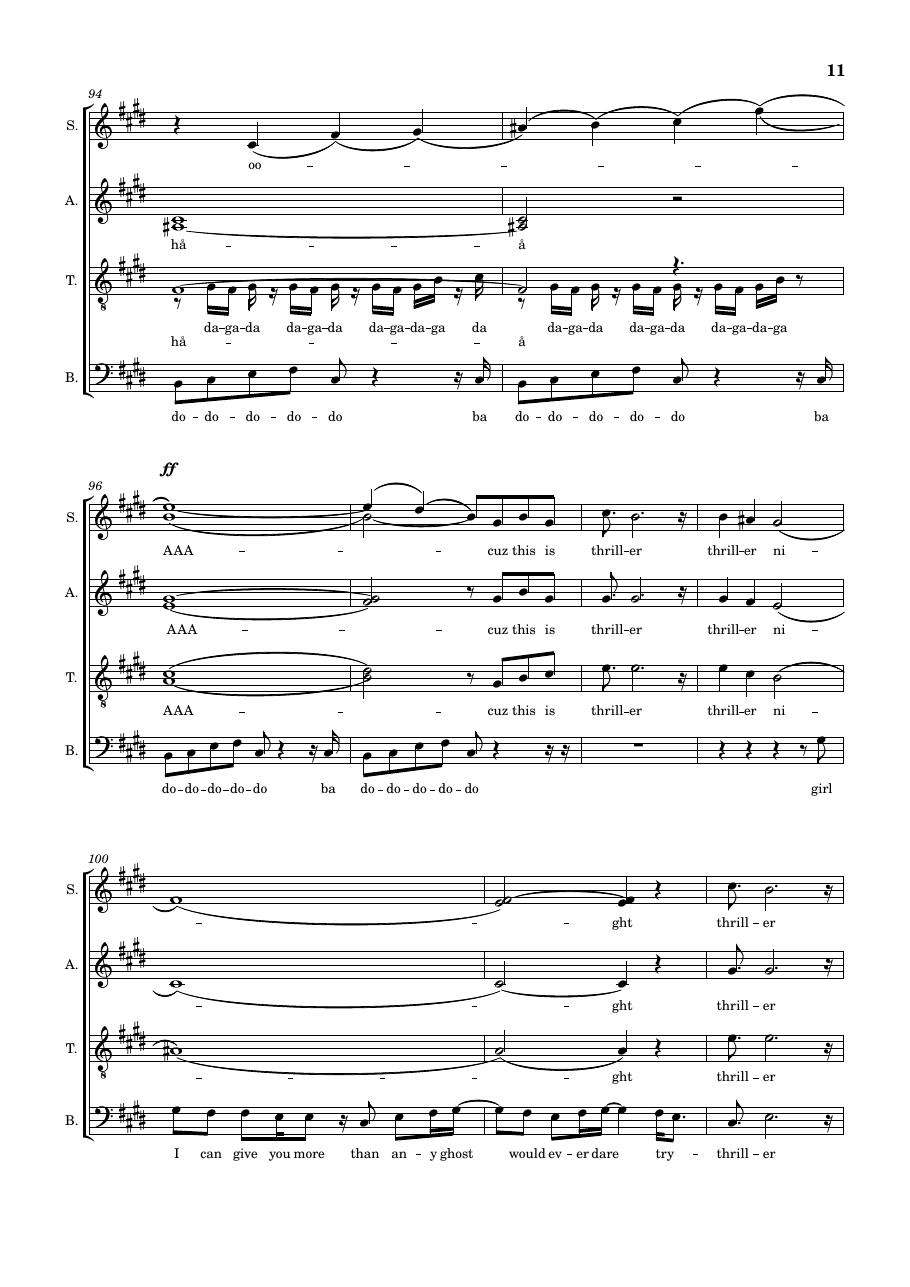 11
94
S.
oo – – – – – –
A.
hå – – – – å
T.
da–ga–da da–ga–da da–ga–da–ga da da–ga–da da–ga–da da–ga–da–ga
hå – – – – å
B.
do – do – do – do – do ba do – do – do – do – do ba
ff
96
S.
AAA – – – cuz this is thrill–er thrill–er ni –
A.
AAA – – – cuz this is thrill–er thrill–er ni –
T.
AAA – – – cuz this is thrill–er thrill–er ni –
B.
do–do–do–do–do ba do–do–do–do–do girl
100
S.
– – – – – ght thrill – er
A.
– – – – – ght thrill – er
T.
– – – – – ght thrill – er
B.
I can give you more than an – y ghost would ev – er dare try – thrill – er